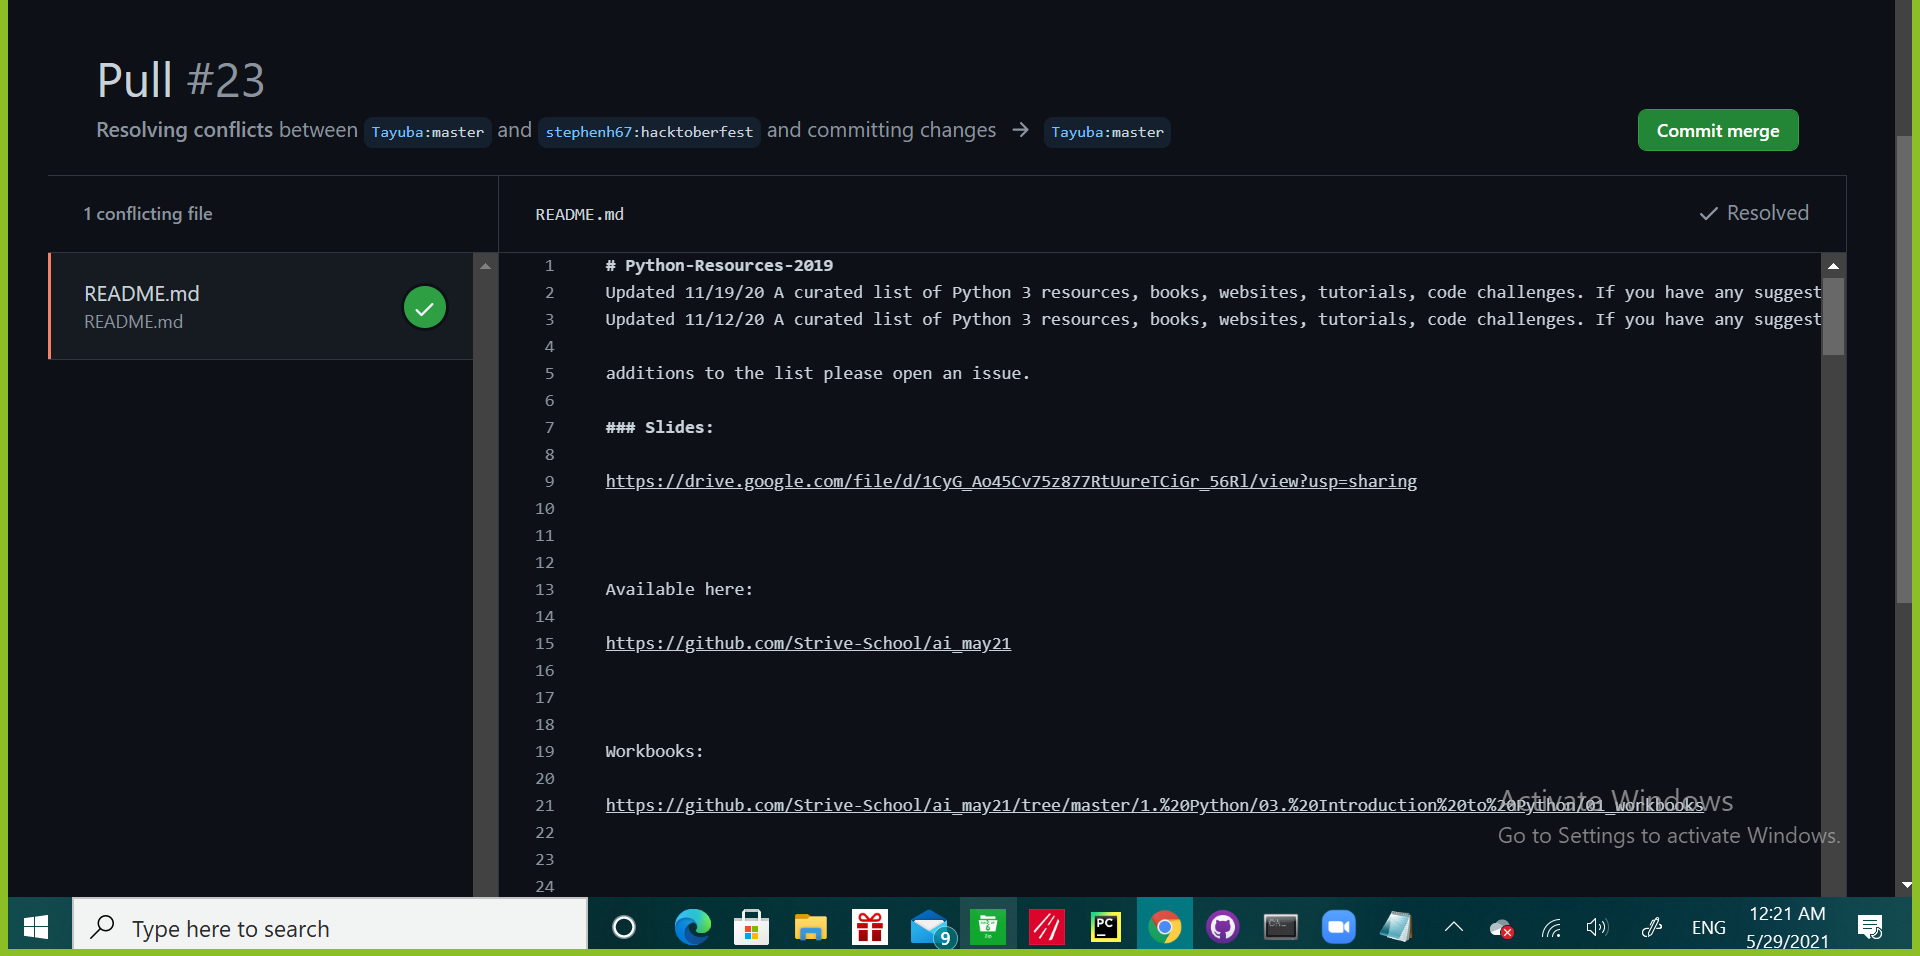 Pull #23
Resolving conflicts between Tayuba:master and stephenh67:hacktoberfest and committing changes → Tayuba:master
Commit merge
1 conflicting file
README.md
Resolved
README.md
README.md
1 # Python-Resources-2019
2 Updated 11/19/20 A curated list of Python 3 resources, books, websites, tutorials, code challenges. If you have any suggest
3 Updated 11/12/20 A curated list of Python 3 resources, books, websites, tutorials, code challenges. If you have any suggest
4
5 additions to the list please open an issue.
6
7 ### Slides:
8
9 https://drive.google.com/file/d/1CyG_Ao45Cv75z877RtUureTCiGr_56Rl/view?usp=sharing
10
11
12
13 Available here:
14
15 https://github.com/Strive-School/ai_may21
16
17
18
19 Workbooks:
20
21 https://github.com/Strive-School/ai_may21/tree/master/1.%20Python/03.%20Introduction%20to%20Python/01_workbooks
22
23
24
Activate Windows
Go to Settings to activate Windows.
Type here to search
9
PC
ENG
12:21 AM
5/29/2021